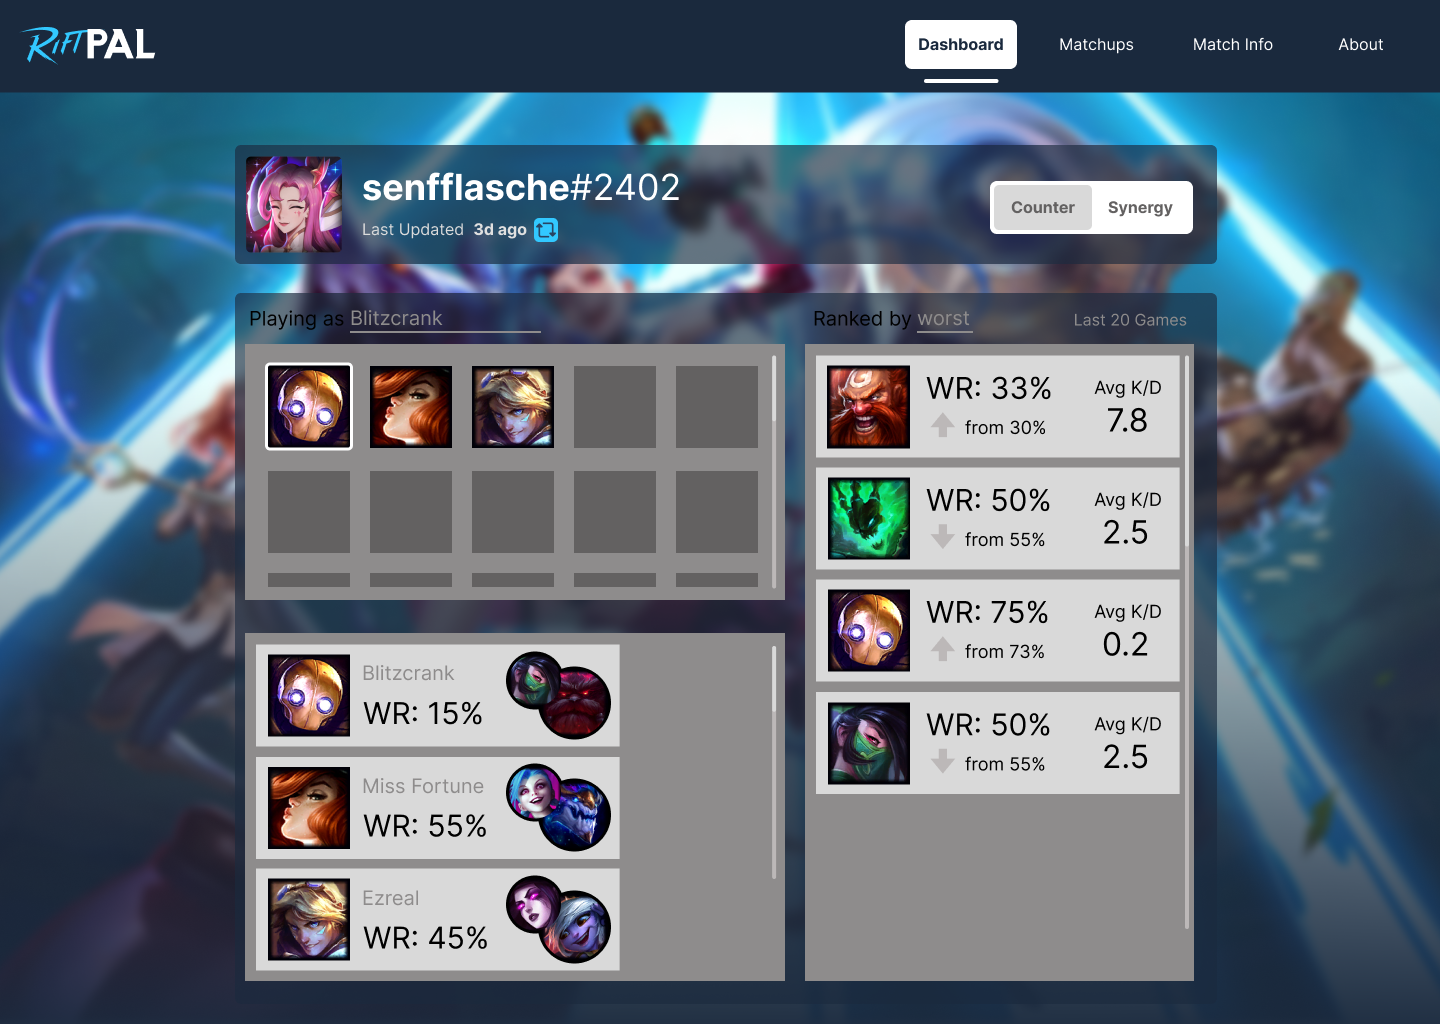 RIFTPAL
Dashboard
Matchups
Match Info
About
senfflasche#2402
Last Updated 3d ago
Counter
Synergy
Playing as Blitzcrank
Ranked by worst
Last 20 Games
WR: 33%
from 30%
Avg K/D
7.8
WR: 50%
from 55%
Avg K/D
2.5
WR: 75%
from 73%
Avg K/D
0.2
WR: 50%
from 55%
Avg K/D
2.5
Blitzcrank
WR: 15%
Miss Fortune
WR: 55%
Ezreal
WR: 45%